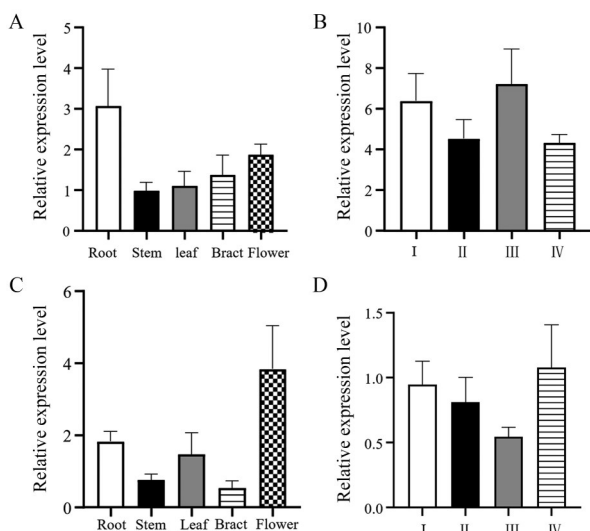 A
Relative expression level
5
4
3
2
1
0
Root Stem leaf Bract Flower
B
Relative expression level
10
8
6
4
2
0
I II III IV
C
Relative expression level
6
4
2
0
Root Stem Leaf Bract Flower
D
Relative expression level
1.5
1.0
0.5
0.0
I II III IV